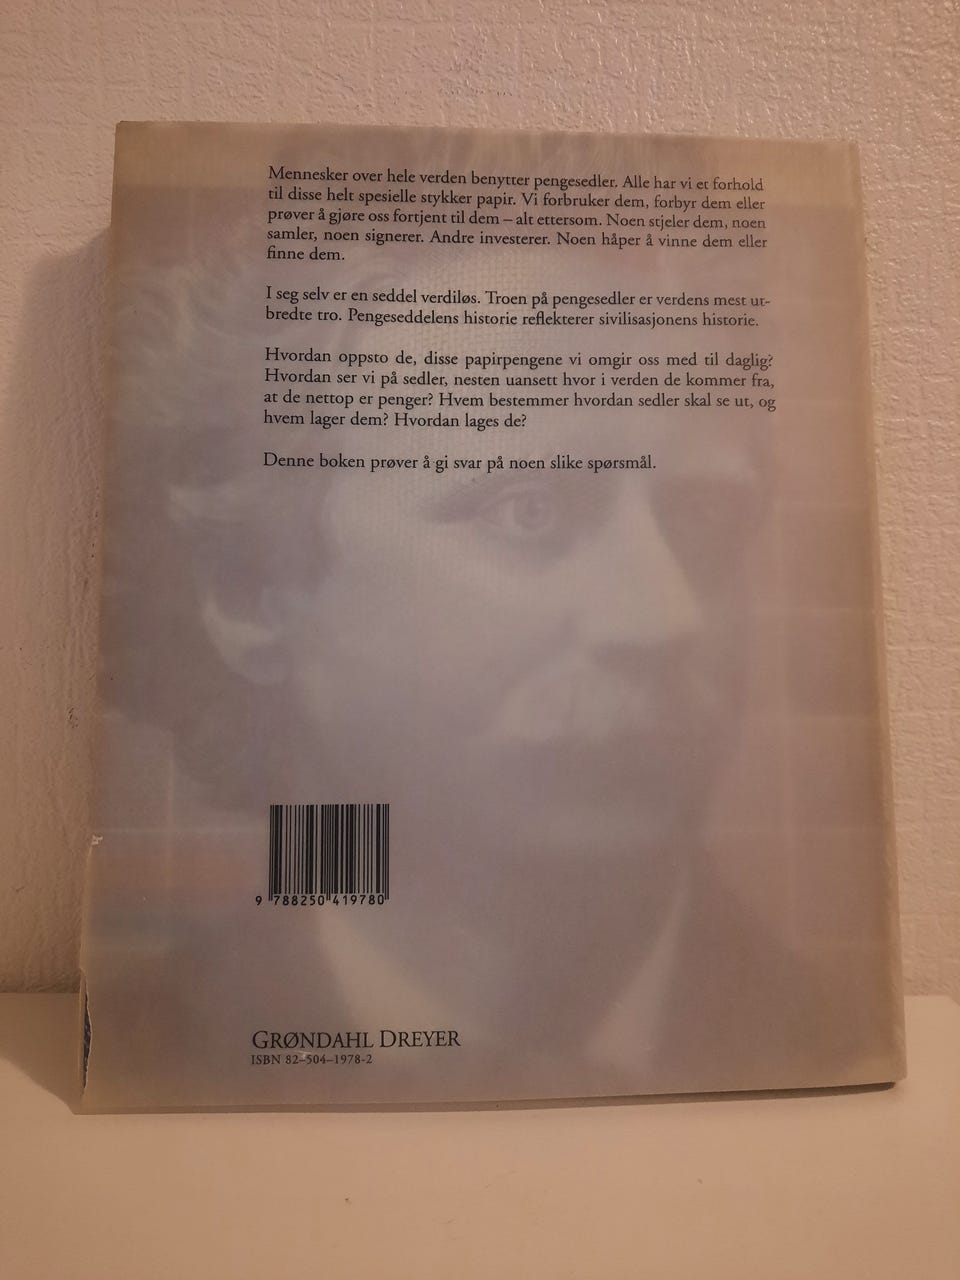 Mennesker over hele verden benytter pengesedler. Alle har vi et forhold
til disse helt spesielle stykker papir. Vi forbruker dem, forbyr dem eller
prøver å gjøre oss fortjent til dem – alt ettersom. Noen stjeler dem, noen
samler, noen signerer. Andre investerer. Noen håper å vinne dem eller
finne dem.
I seg selv er en seddel verdiløs. Troen på pengesedler er verdens mest ut-
bredte tro. Pengeseddelens historie reflekterer sivilisasjonens historie.
Hvordan oppsto de, disse papirpengene vi omgir oss med til daglig?
Hvordan ser vi på sedler, nesten uansett hvor i verden de kommer fra,
at de nettop er penger? Hvem bestemmer hvordan sedler skal se ut, og
hvem lager dem? Hvordan lages de?
Denne boken prøver å gi svar på noen slike spørsmål.
9 788250 419780
GRØNDAHL DREYER
ISBN 82–504–1978-2